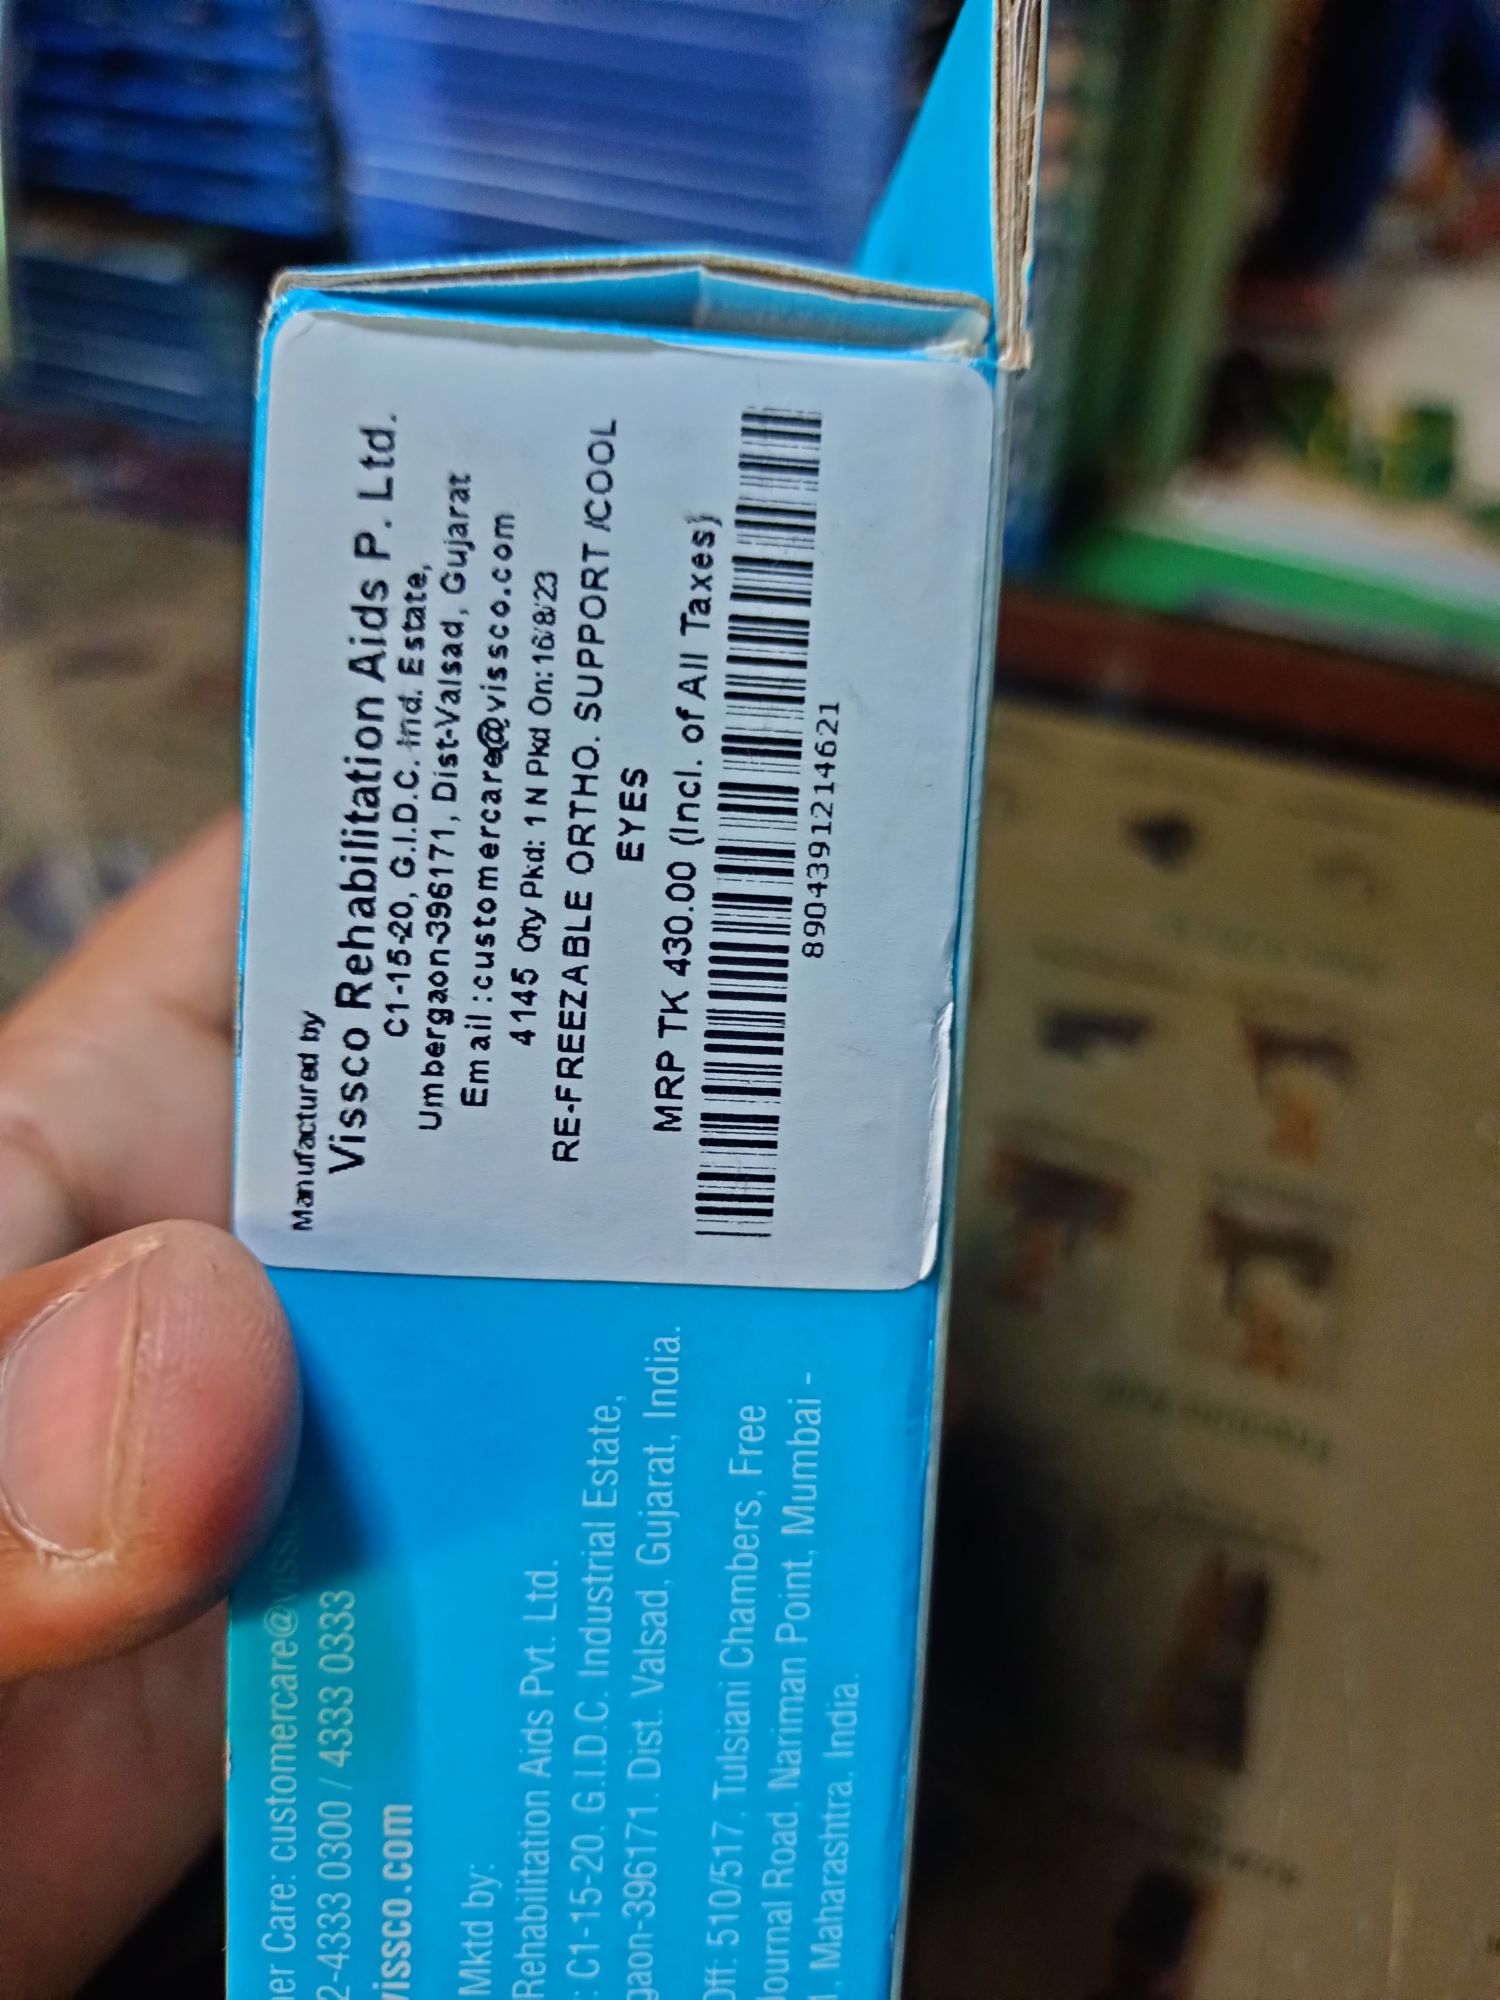 Manufactured by
Vissco Rehabilitation Aids P. Ltd.
C1-15-20, G.I.D.C. Ind. Estate,
Umbergaon-396171, Dist-Valsad, Gujarat
Email :customercare@vissco.com
4145 Qty Pkd: 1 N Pkd On:16/8/23
RE-FREEZABLE ORTHO. SUPPORT /COOL
EYES
MRP TK 430.00 (Incl. of All Taxes)
8904391214621
er Care: customercare@viss
2-4333 0300 / 4333 0333
vissco.com
Mktd by:
Rehabilitation Aids Pvt. Ltd.
: C1-15-20, G.I.D.C. Industrial Estate,
gaon-396171. Dist. Valsad, Gujarat, India.
Off: 510/517, Tulsiani Chambers, Free
Journal Road, Nariman Point, Mumbai -
1, Maharashtra, India.